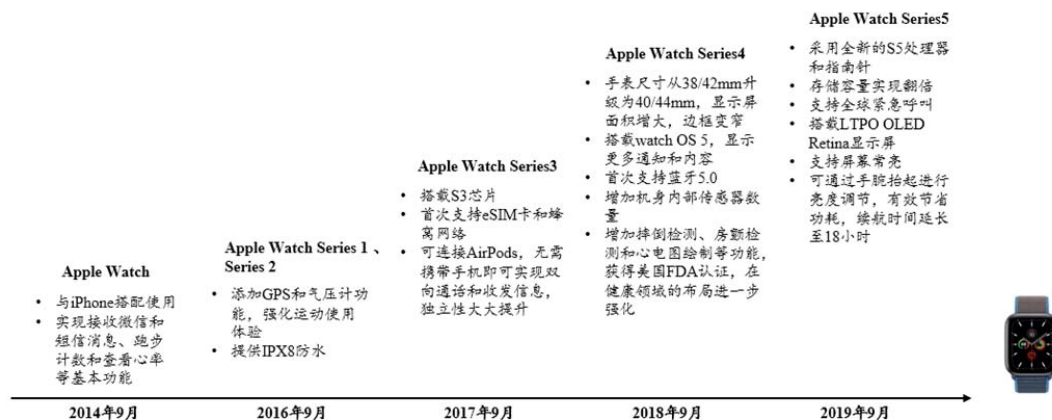 Apple Watch
• 与iPhone搭配使用
• 实现接收微信和
短信消息、跑步
计数和查看心率
等基本功能
2014年9月
Apple Watch Series 1 、
Series 2
• 添加GPS和气压计功
能，强化运动使用
体验
• 提供IPX8防水
2016年9月
Apple Watch Series3
• 搭载S3芯片
• 首次支持eSIM卡和蜂
窝网络
• 可连接AirPods，无需
携带手机即可实现双
向通话和收发信息，
独立性大大提升
2017年9月
Apple Watch Series4
• 手表尺寸从38/42mm升
级为40/44mm，显示屏
面积增大，边框变窄
• 搭载watch OS 5，显示
更多通知和内容
• 首次支持蓝牙5.0
• 增加机身内部传感器数
量
• 增加摔倒检测、房颤检
测和心电图绘制等功能，
获得美国FDA认证，在
健康领域的布局进一步
强化
2018年9月
Apple Watch Series5
• 采用全新的S5处理器
和指南针
• 存储容量实现翻倍
• 支持全球紧急呼叫
• 搭载LTPO OLED
Retina显示屏
• 支持屏幕常亮
• 可通过手腕抬起进行
亮度调节，有效节省
功耗，续航时间延长
至18小时
2019年9月